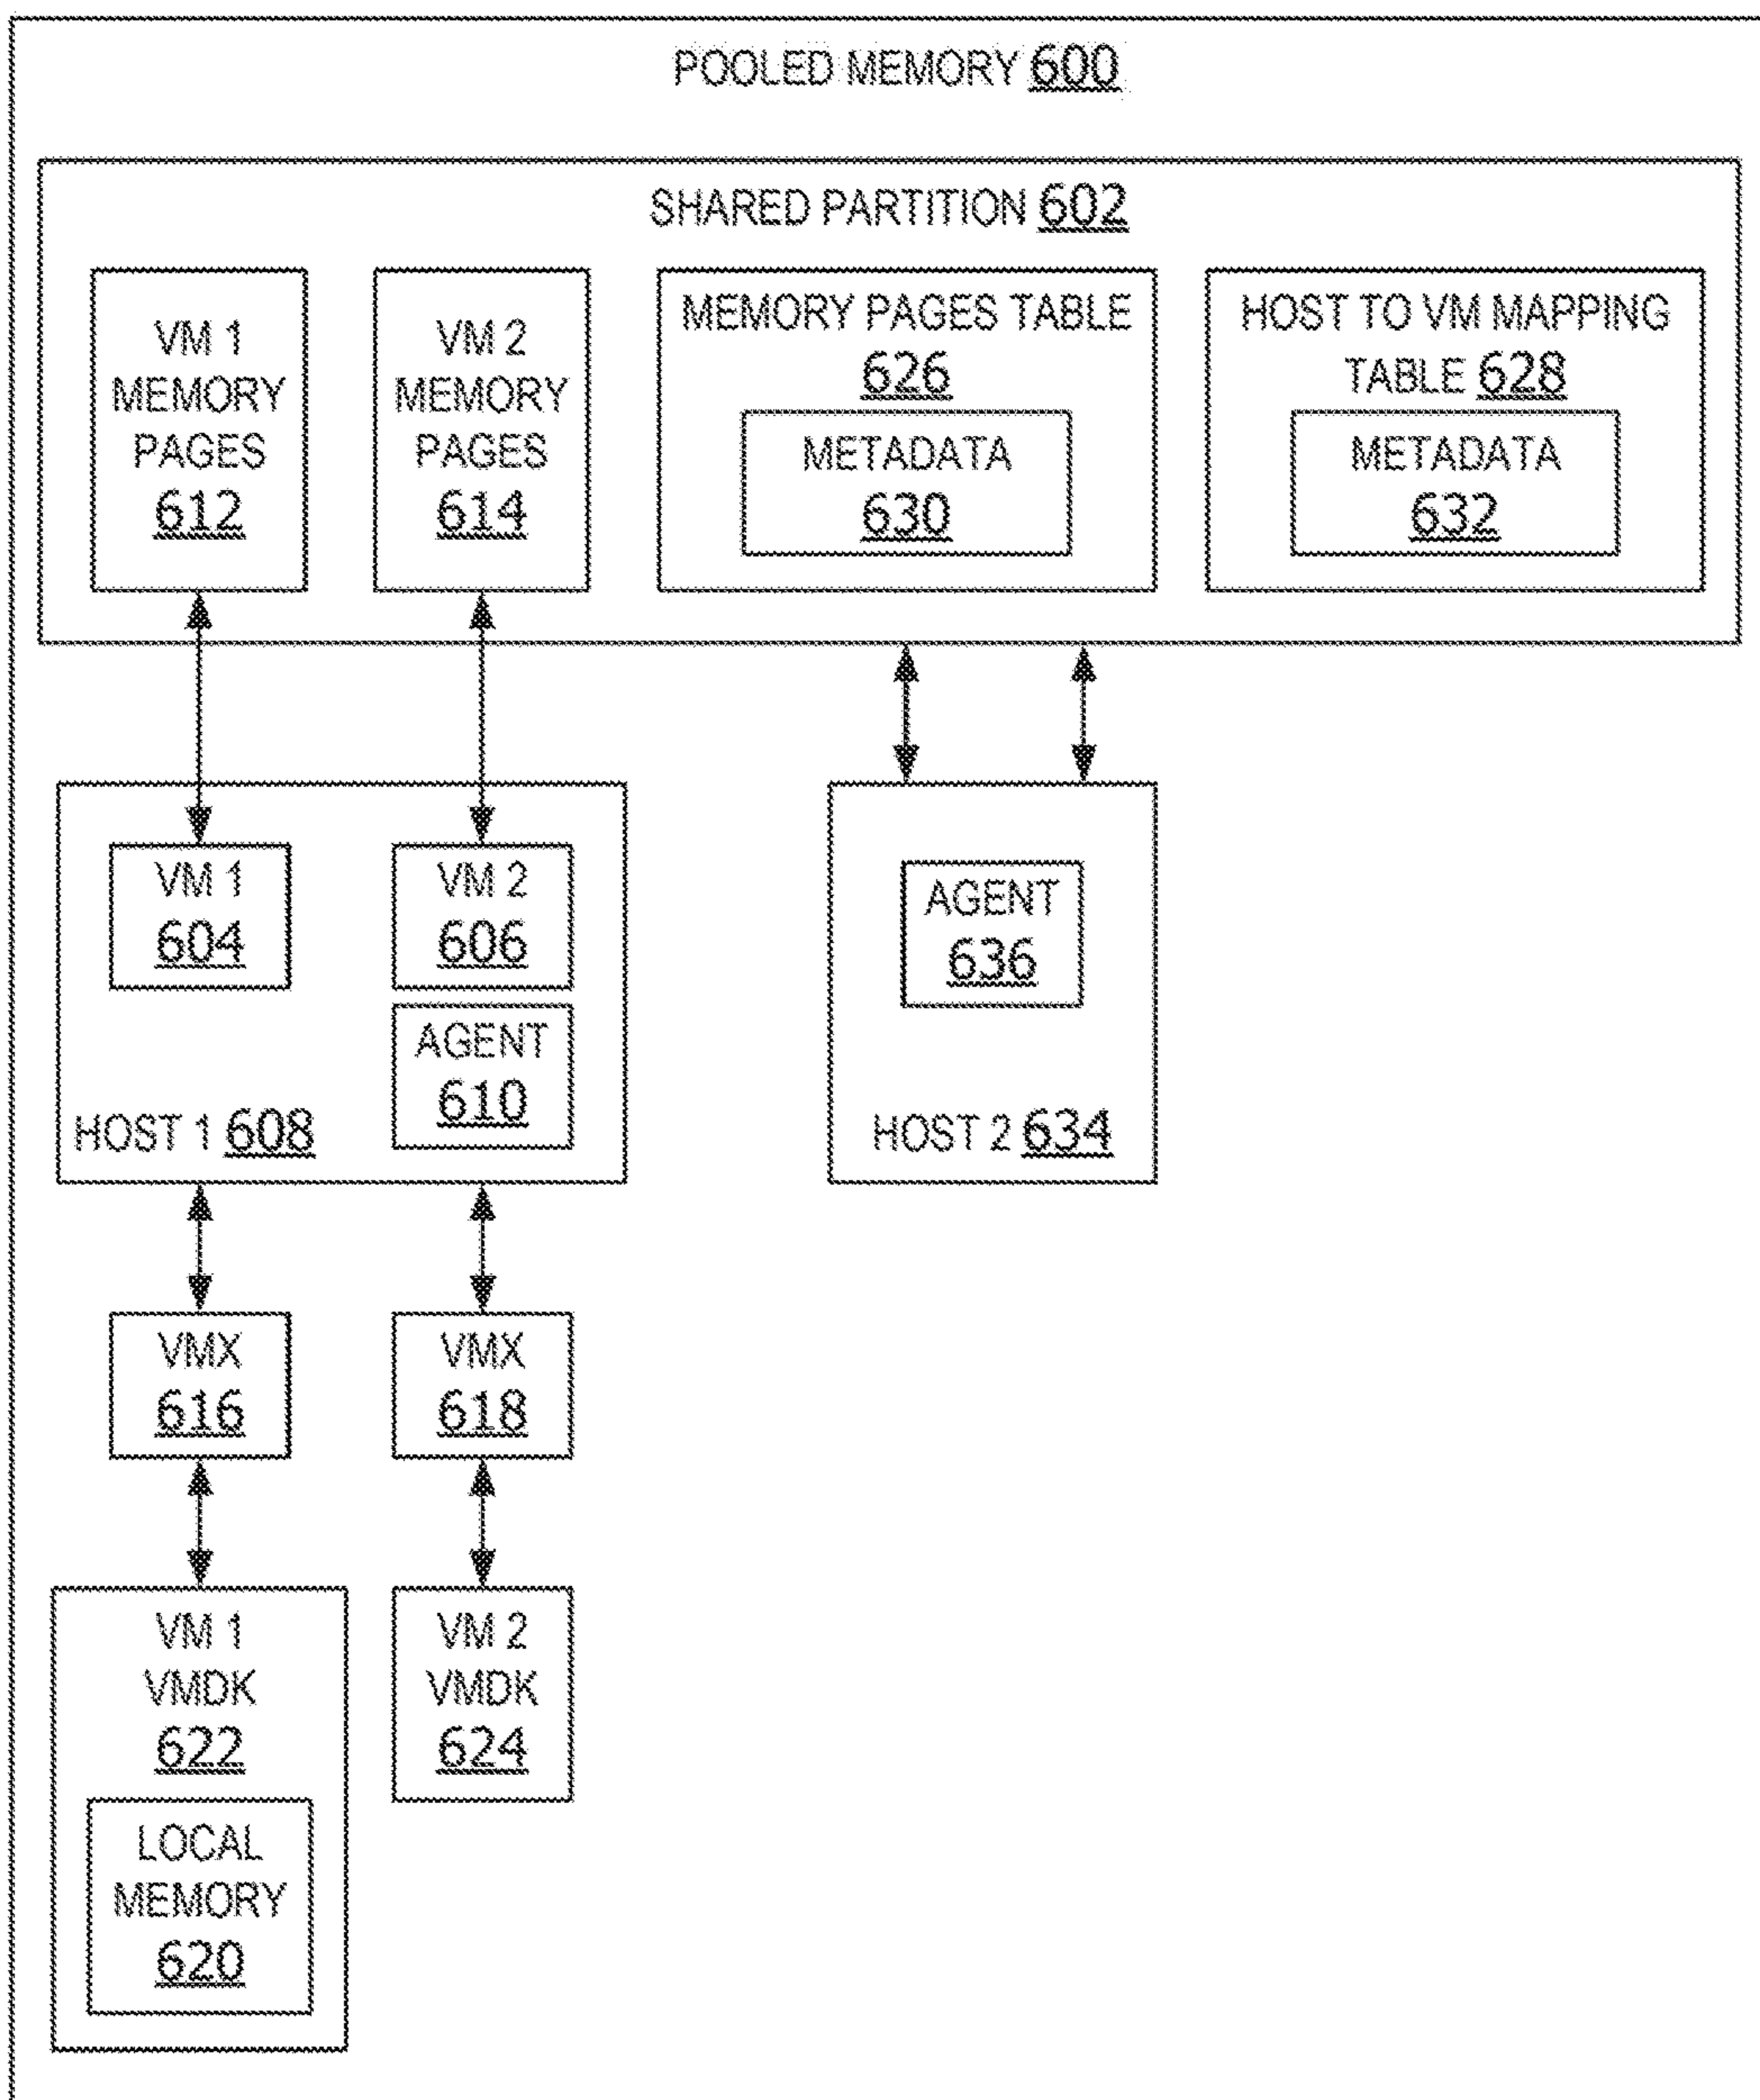 POOLED MEMORY 600
SHARED PARTITION 602
VM 1
MEMORY
PAGES
612
VM 2
MEMORY
PAGES
614
MEMORY PAGES TABLE
626
METADATA
630
HOST TO VM MAPPING
TABLE 628
METADATA
632
VM 1
604
VM 2
606
AGENT
610
HOST 1 608
AGENT
636
HOST 2 634
VMX
616
VMX
618
VM 1
VMDK
622
LOCAL
MEMORY
620
VM 2
VMDK
624